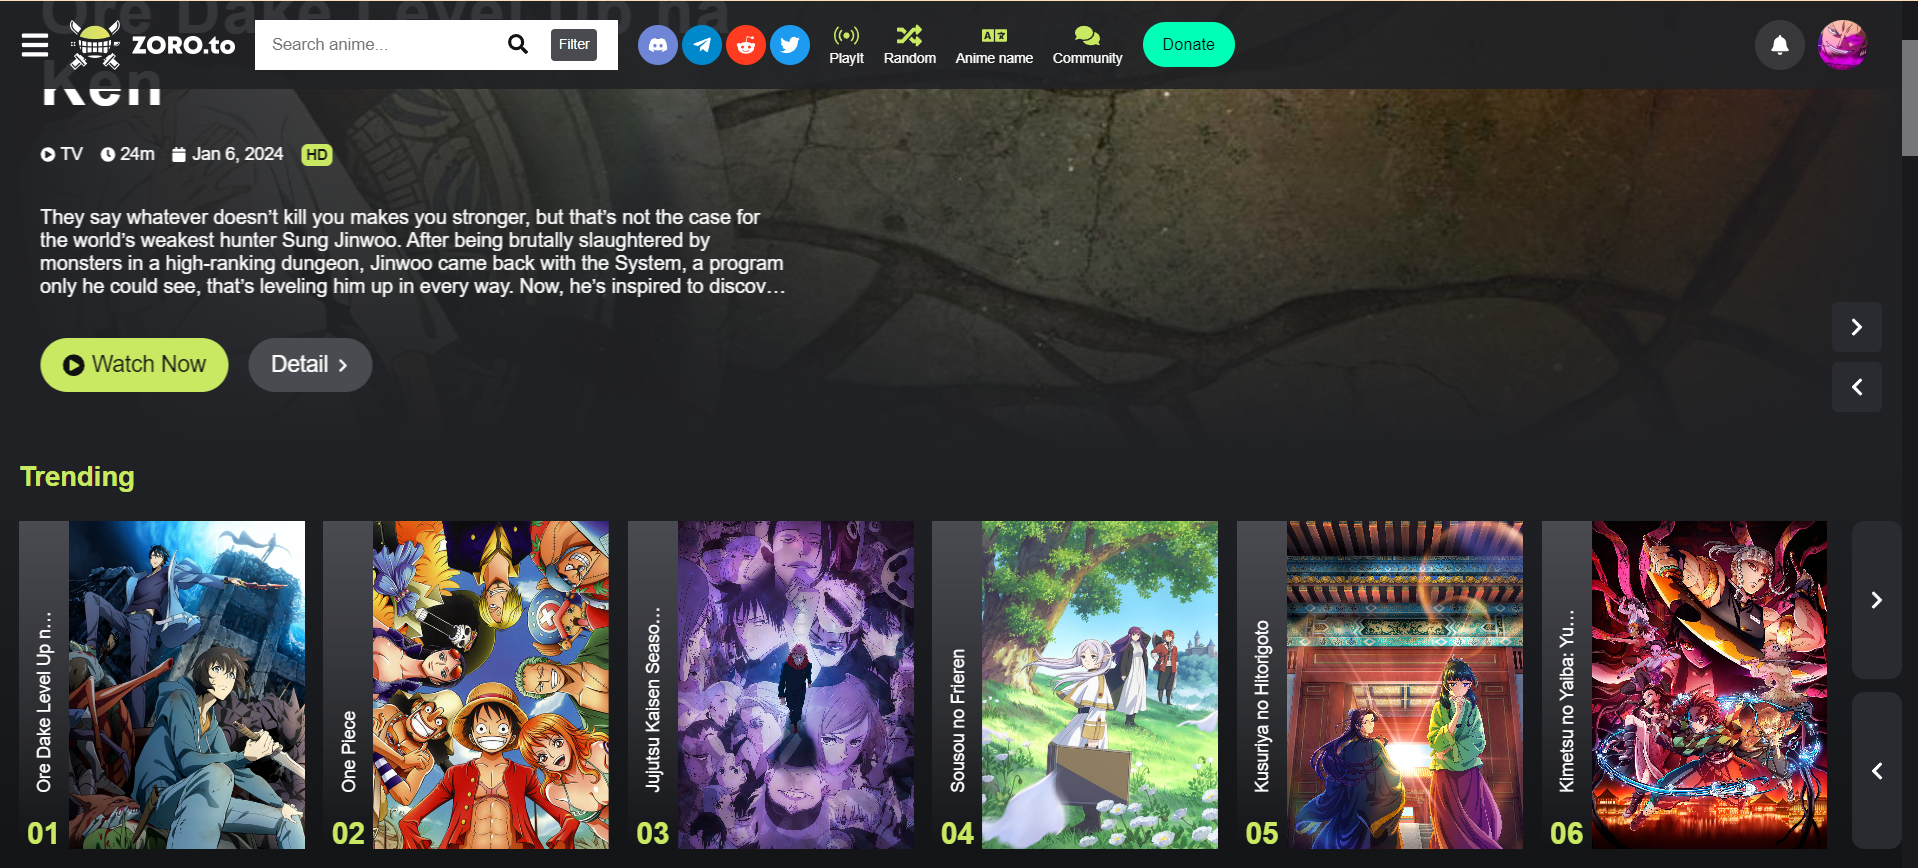 Ore Dake Level Up na
Ken
ZORO.to
Search anime...
Filter
PlayIt
Random
A
Anime name
Community
Donate
TV 24m Jan 6, 2024 HD
They say whatever doesn’t kill you makes you stronger, but that’s not the case for
the world’s weakest hunter Sung Jinwoo. After being brutally slaughtered by
monsters in a high-ranking dungeon, Jinwoo came back with the System, a program
only he could see, that’s leveling him up in every way. Now, he’s inspired to discov…
Watch Now
Detail
Trending
Ore Dake Level Up n…
01
One Piece
02
Jujutsu Kaisen Seaso…
03
Sousou no Frieren
04
Kusuriya no Hitorigoto
05
Kimetsu no Yaiba: Yu…
06